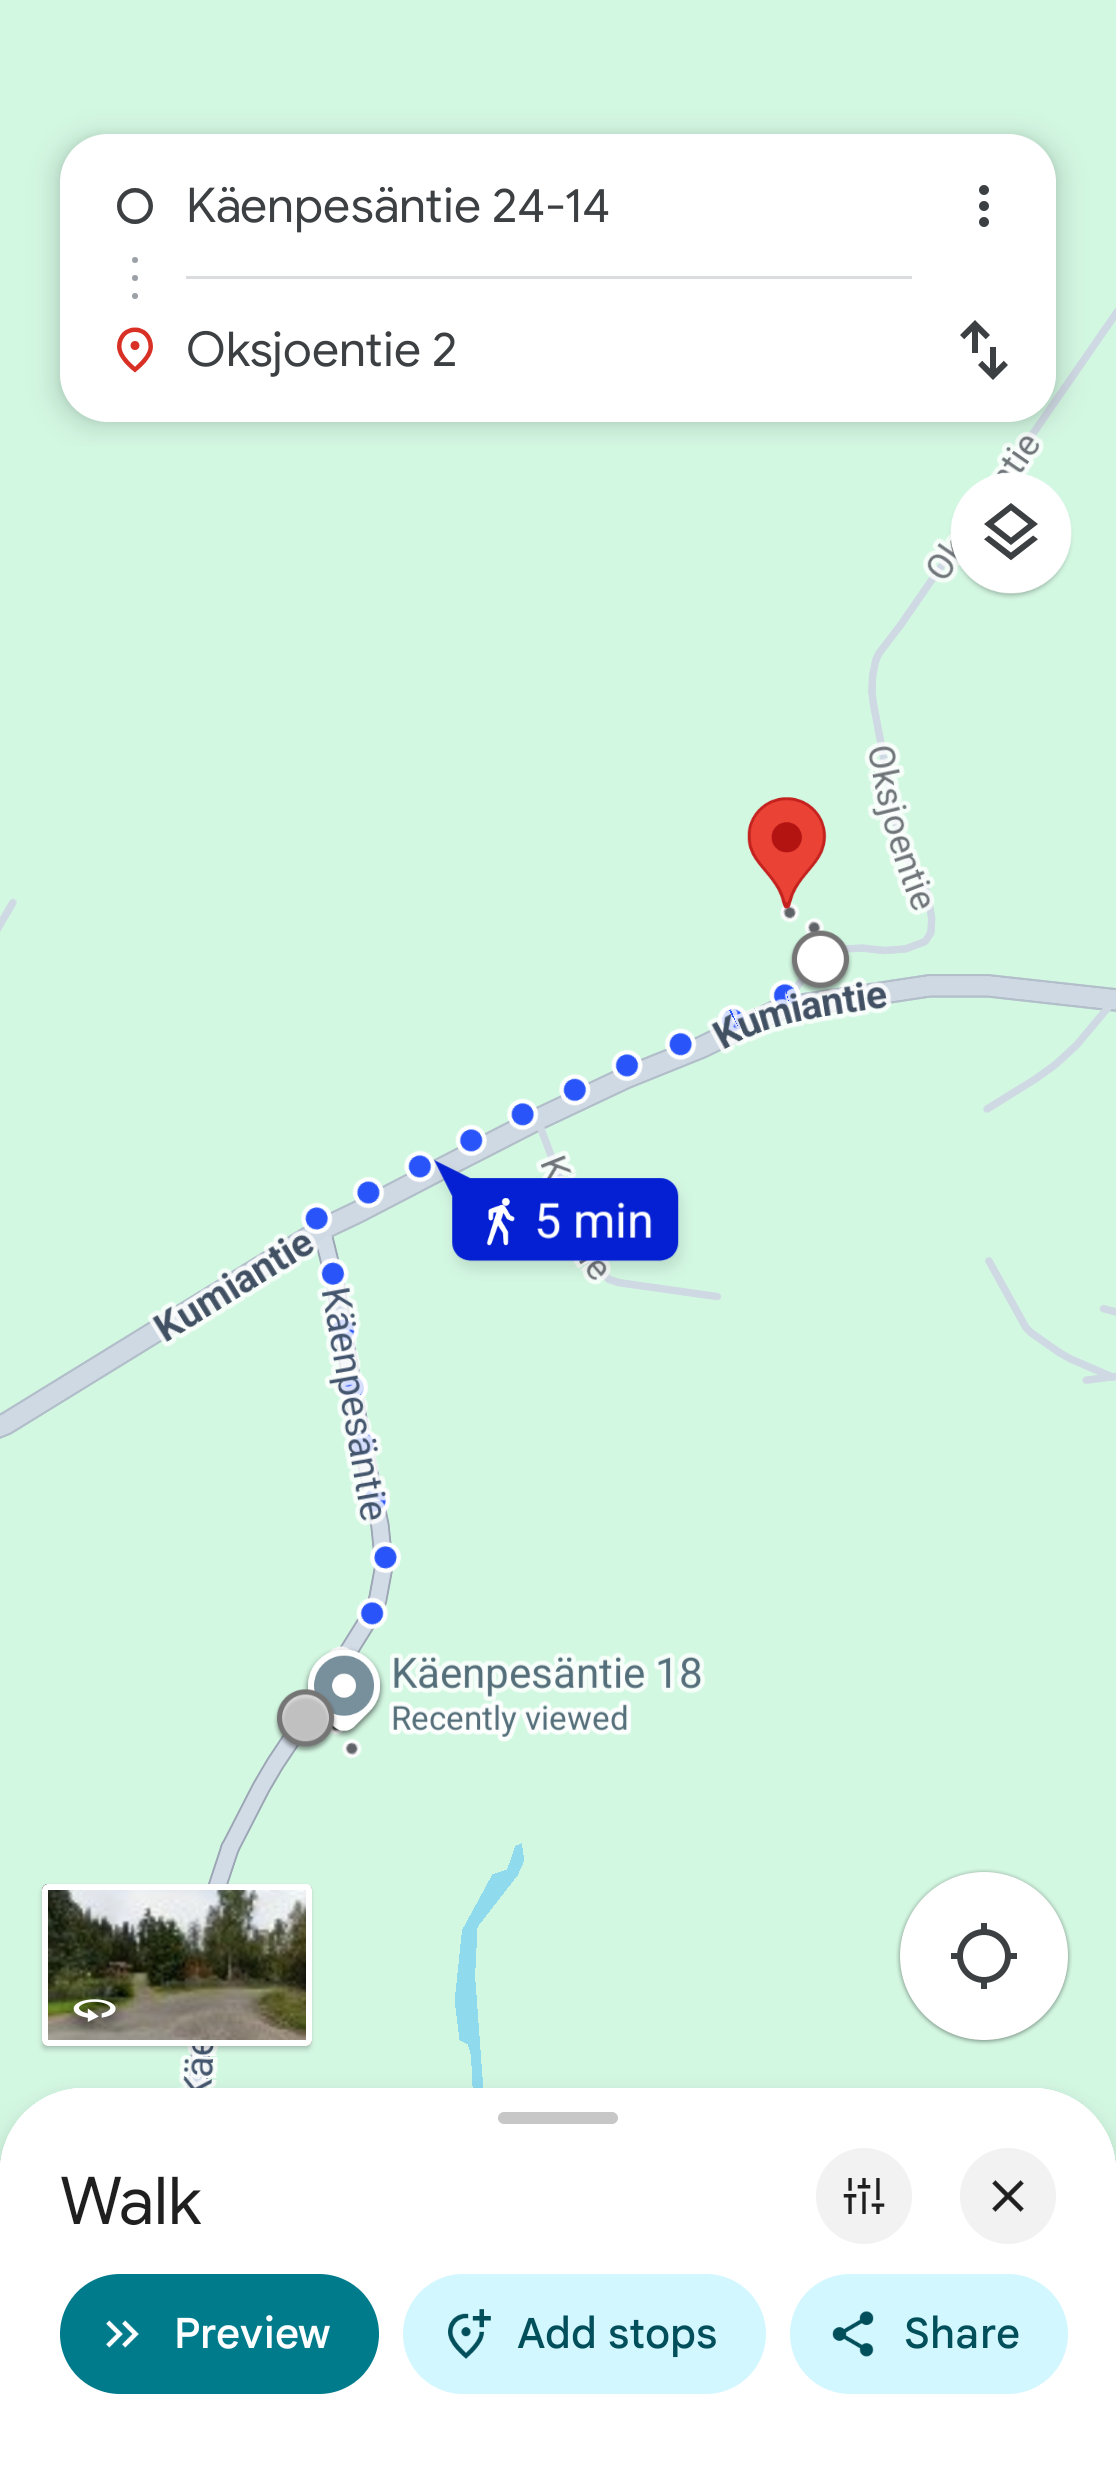 Käenpesäntie 24-14
Oksjoentie 2
Oksjoentie
Kumiantie
5 min
Kumiantie
Käenpesäntie
Käenpesäntie 18
Recently viewed
Walk
Preview
Add stops
Share